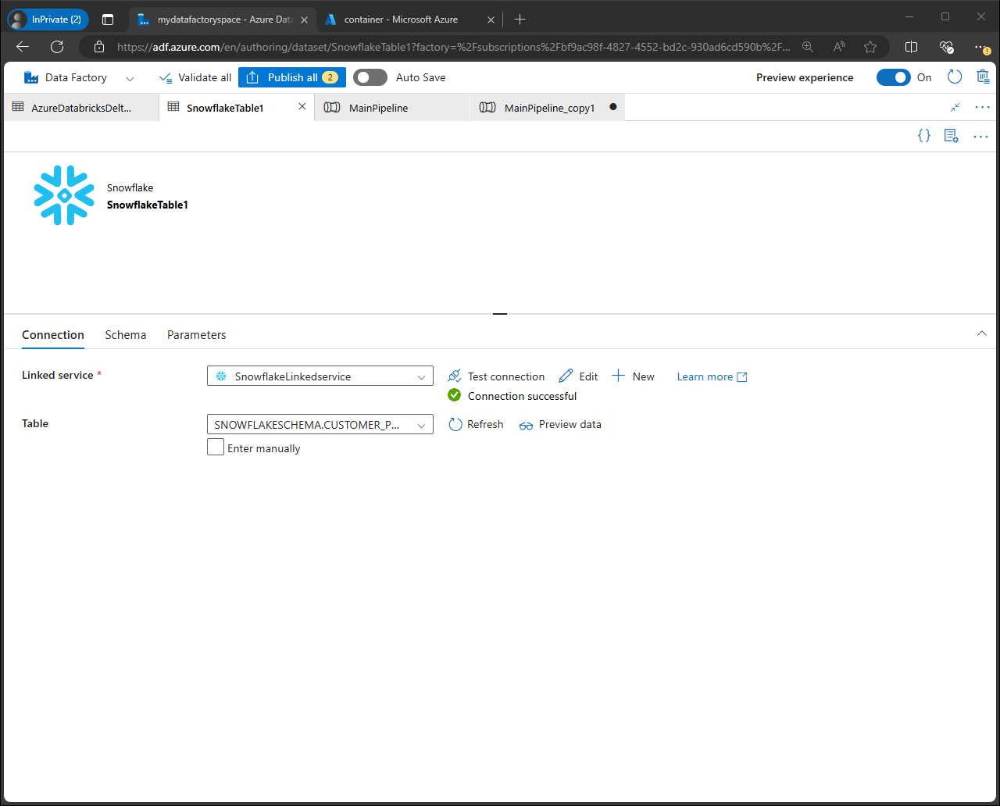 InPrivate (2)
mydatafactoryspace - Azure Data
container - Microsoft Azure
https://adf.azure.com/en/authoring/dataset/SnowflakeTable1?factory=%2Fsubscriptions%2Fbf9ac98f-4827-4552-bd2c-930ad6cd590b%2F...
Data Factory
Validate all
Publish all 2
Auto Save
Preview experience
On
AzureDatabricksDelt...
SnowflakeTable1
MainPipeline
MainPipeline_copy1
Snowflake
SnowflakeTable1
Connection
Schema
Parameters
Linked service *
SnowflakeLinkedservice
Test connection
Edit
New
Learn more
Connection successful
Table
SNOWFLAKESCHEMA.CUSTOMER_P...
Refresh
Preview data
Enter manually